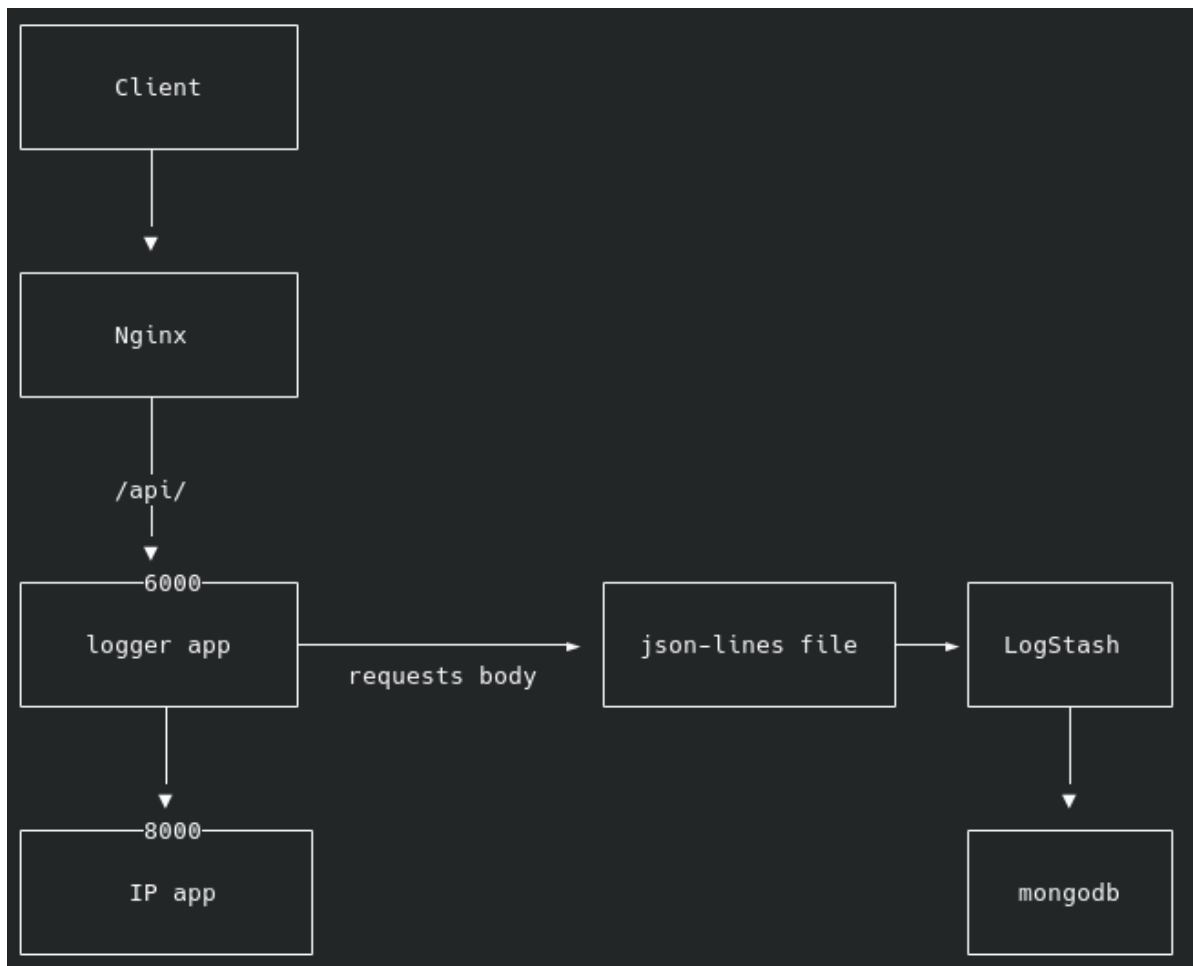 Client
Nginx
/api/
6000
logger app
requests body
json-lines file
LogStash
8000
IP app
mongodb